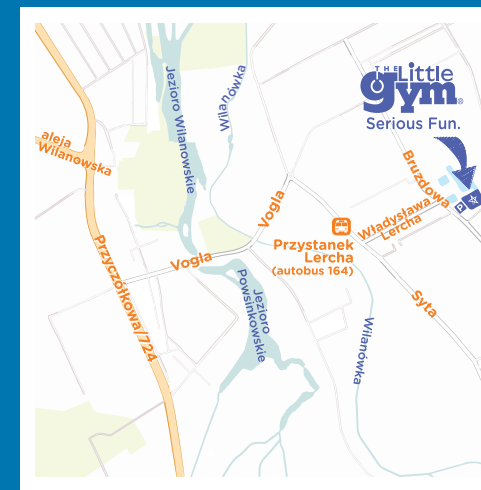 THE Little
gym®
Serious Fun.
Jezioro Wilanowskie
Wilanówka
aleja
Wilanowska
Bruzdowa
Vogla
Władysława
Lercha
P
Przystanek
Lercha
(autobus 164)
Przyczółkowa/724
Vogla
Syta
Jezioro
Powsinkowskie
Wilanówka